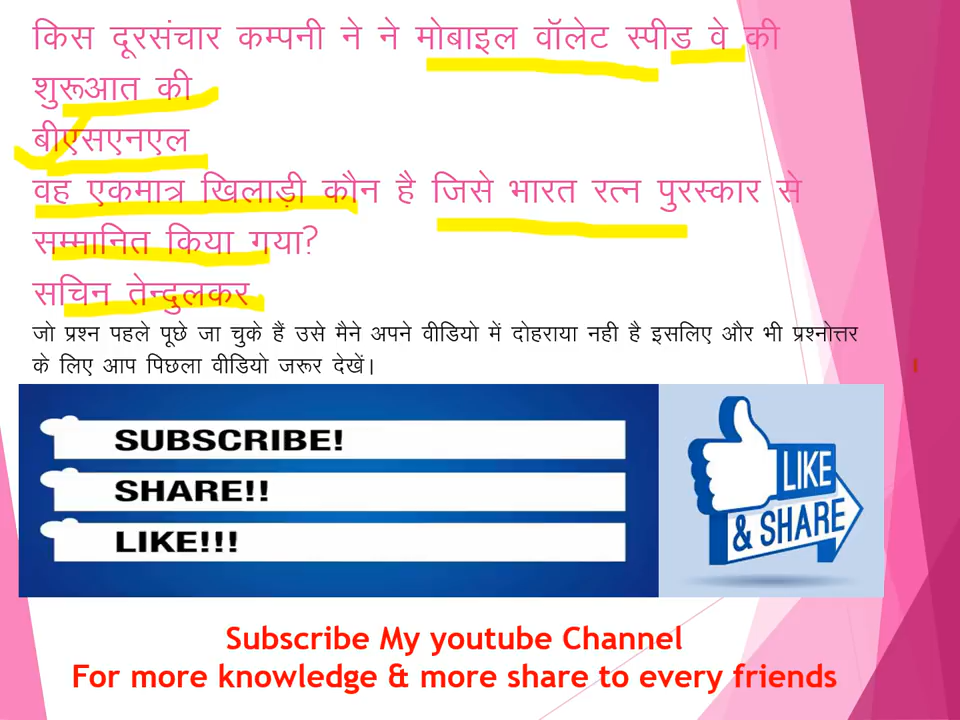 किस दूरसंचार कम्पनी ने ने मोबाइल वॉलेट स्पीड वे की
शुरूआत की
बीएसएनएल
वह एकमात्र खिलाड़ी कौन है जिसे भारत रत्न पुरस्कार से
सम्मानित किया गया?
सचिन तेन्दुलकर
जो प्रश्न पहले पूछे जा चुके हैं उसे मैने अपने वीडियो में दोहराया नही है इसलिए और भी प्रश्नोत्तर
के लिए आप पिछला वीडियो जरूर देखें।
SUBSCRIBE!
SHARE!!
LIKE!!!
LIKE
& SHARE
Subscribe My youtube Channel
For more knowledge & more share to every friends